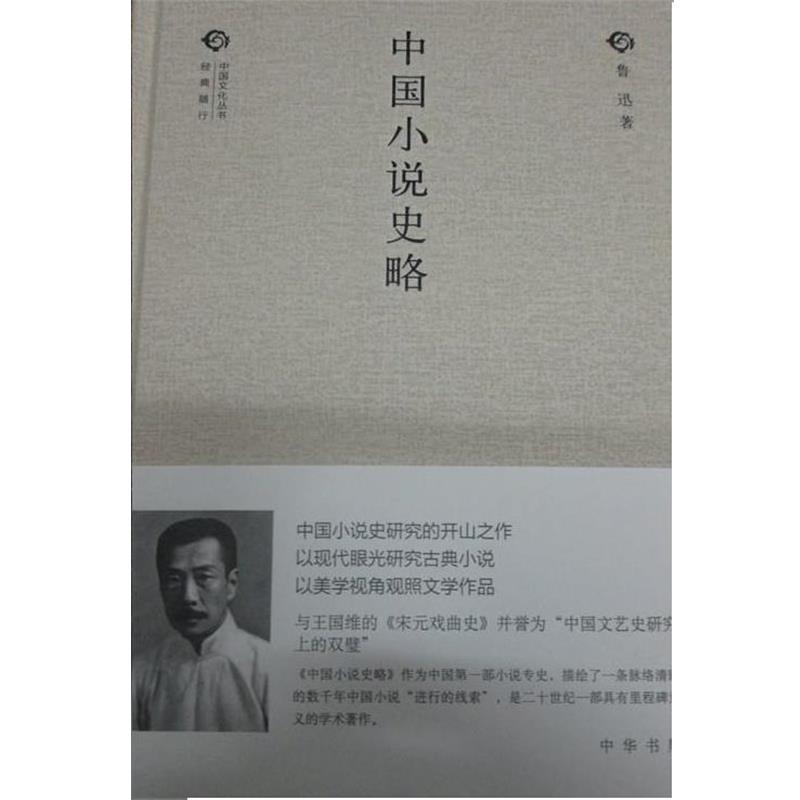 中国小说史略
鲁迅著
中国文化丛书
经典随行
中国小说史研究的开山之作
以现代眼光研究古典小说
以美学视角观照文学作品
与王国维的《宋元戏曲史》并誉为“中国文艺史研究
上的双璧”
《中国小说史略》作为中国第一部小说专史，描绘了一条脉络清晰
的数千年中国小说“进行的线索”，是二十世纪一部具有里程碑意
义的学术著作。
中华书局